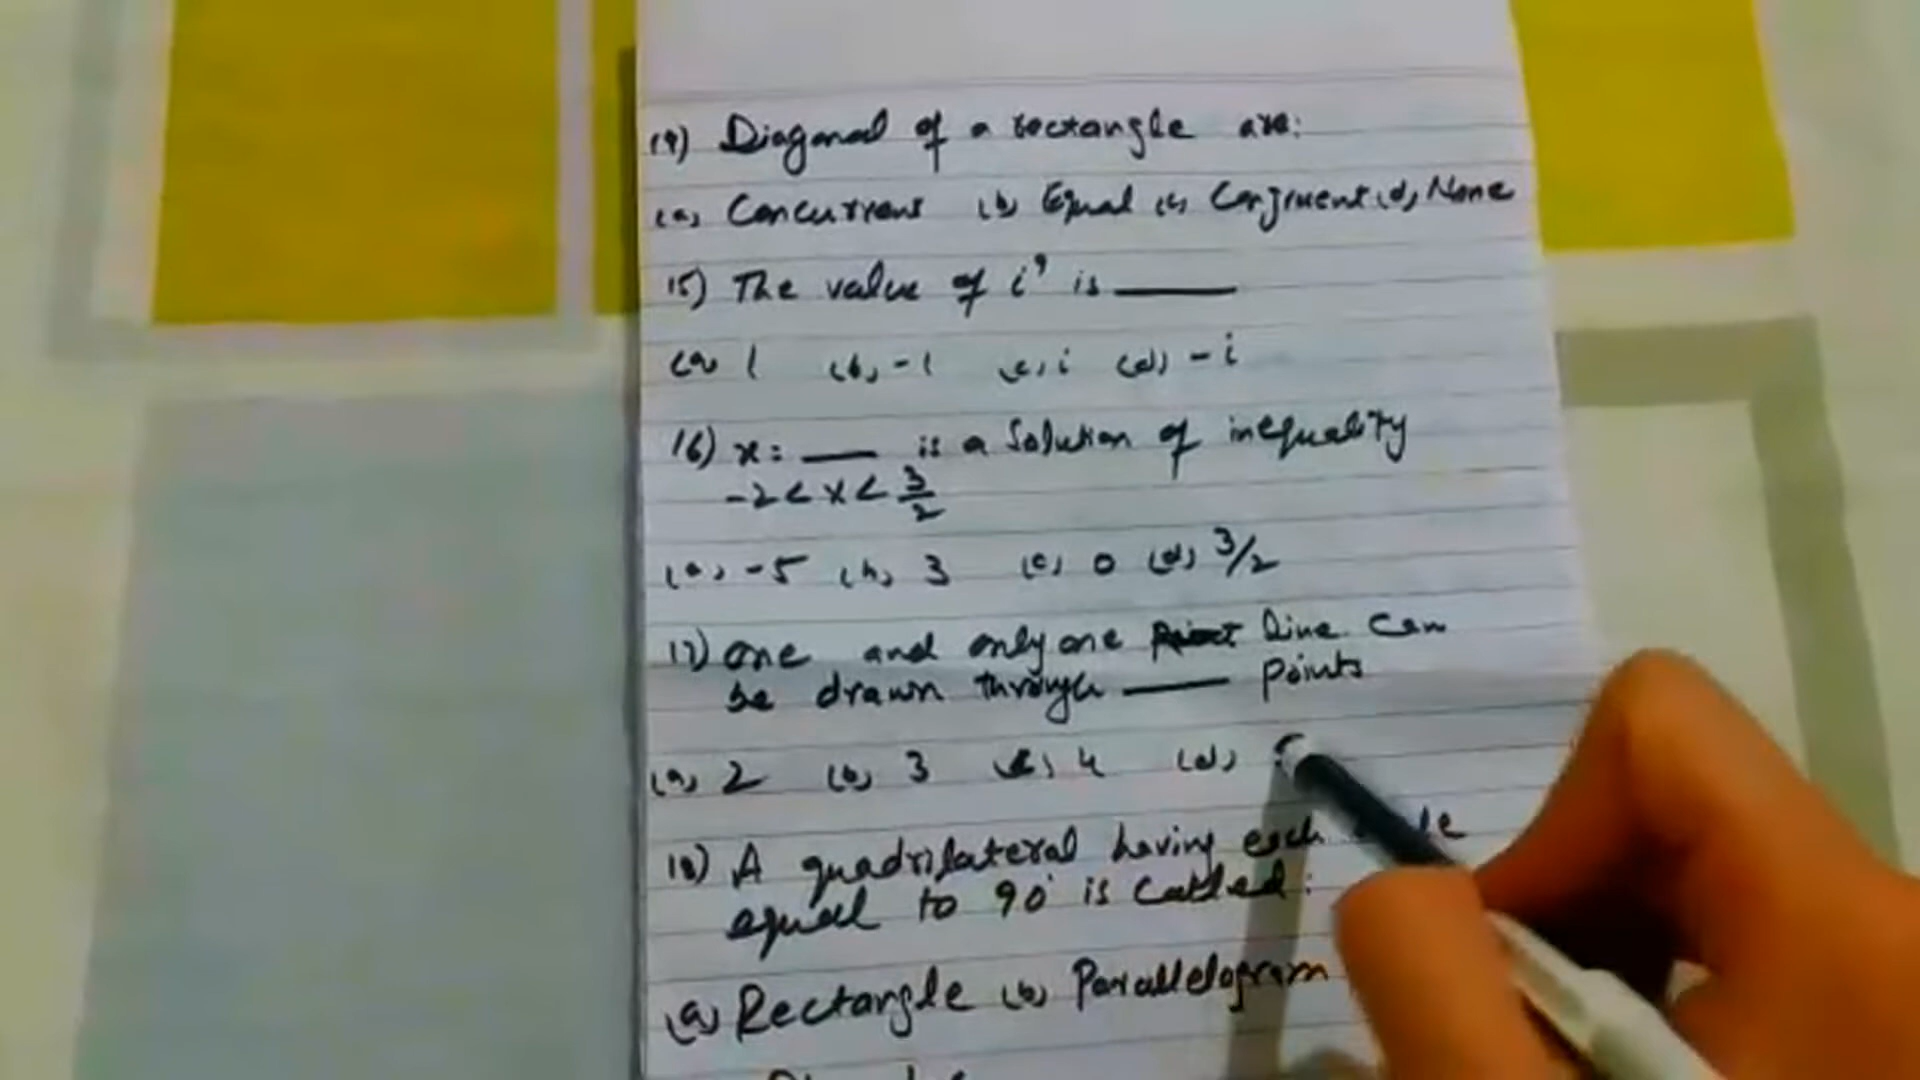 14) Diagonal of a rectangle are:
(a) Concurrent (b) Equal (c) Congruent (d) None
15) The value of i⁹ is ____
(a) 1 (b) -1 (c) i (d) -i
16) x = ____ is a Solution of inequality
-2 < x < 3/2
(a) -5 (b) 3 (c) 0 (d) 3/2
17) one and only one line can
be drawn through ____ points
(a) 2 (b) 3 (c) 4 (d)
18) A quadrilateral having each
equal to 90° is called:
(a) Rectangle (b) Parallelogram